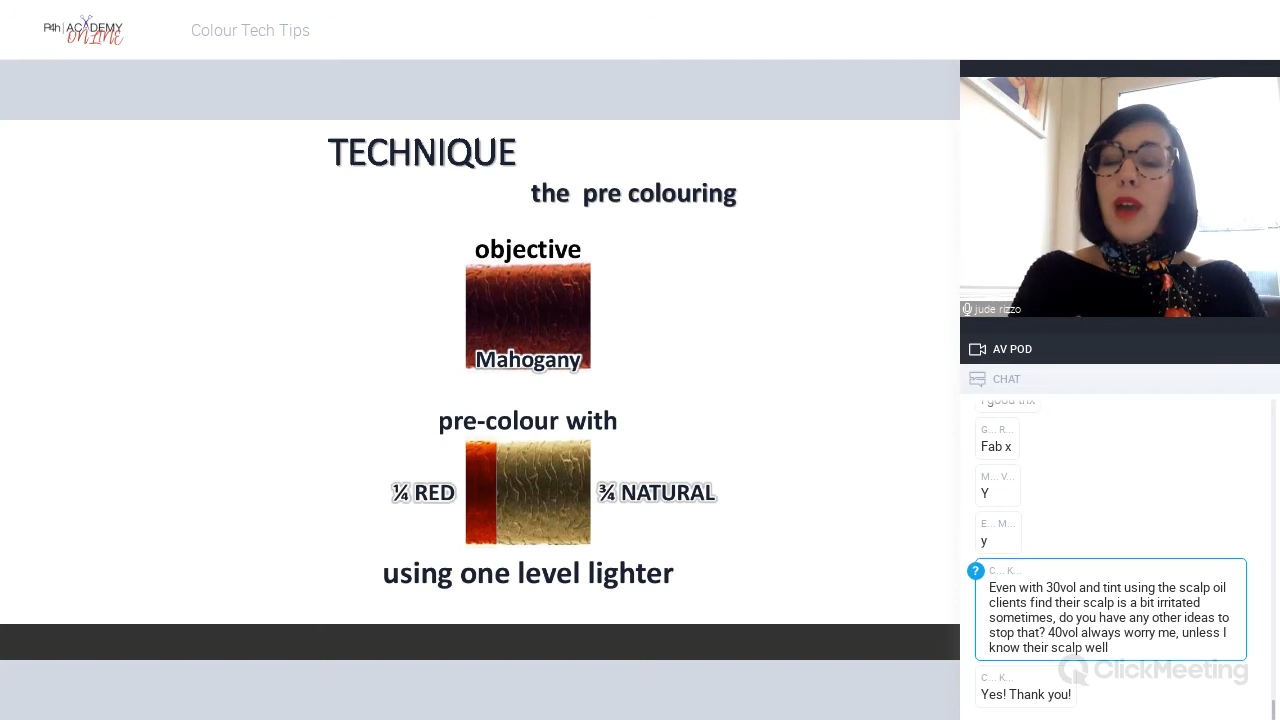 P4h | ACADEMY
ONLINE
Colour Tech Tips
TECHNIQUE
the pre colouring
objective
Mahogany
pre-colour with
¼ RED
¾ NATURAL
using one level lighter
jude rizzo
AV POD
CHAT
G... R...
Fab x
M... V...
Y
E... M...
y
? C... K...
Even with 30vol and tint using the scalp oil
clients find their scalp is a bit irritated
sometimes, do you have any other ideas to
stop that? 40vol always worry me, unless I
know their scalp well
ClickMeeting
C... K...
Yes! Thank you!